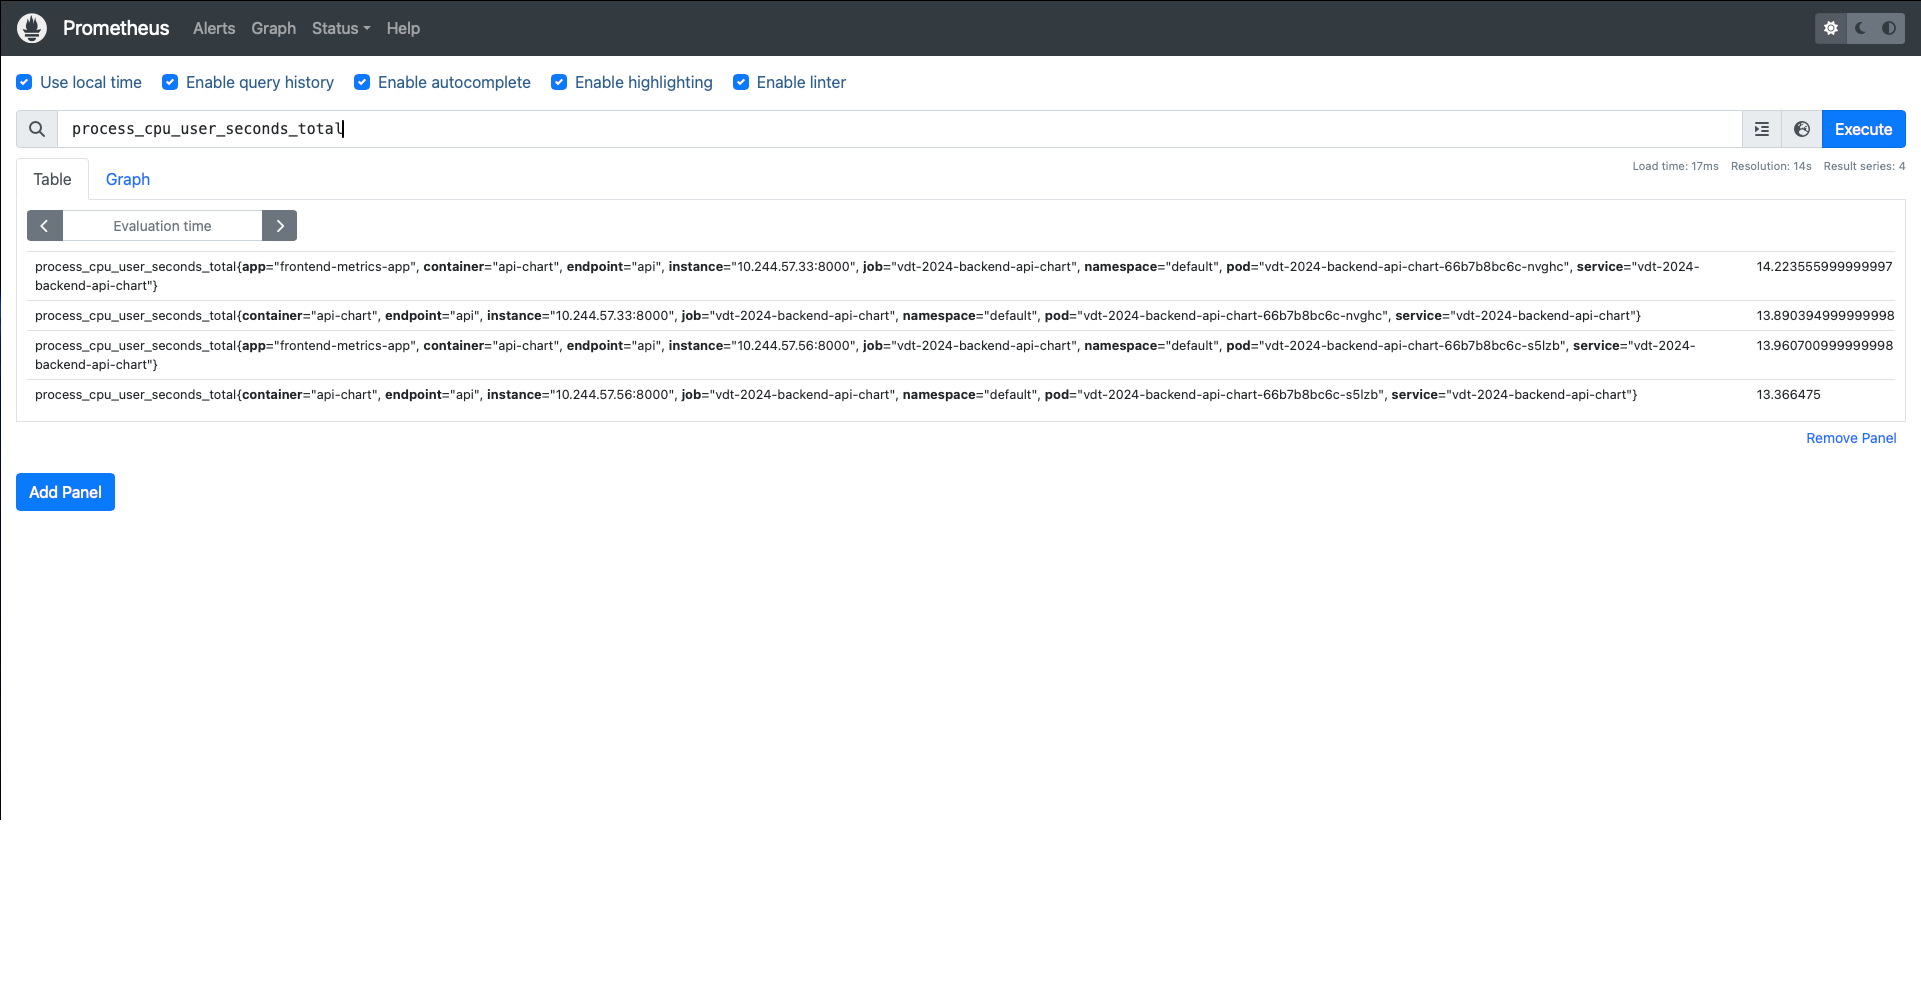 Prometheus Alerts Graph Status Help
Use local time Enable query history Enable autocomplete Enable highlighting Enable linter
process_cpu_user_seconds_total Execute
Table Graph Load time: 17ms Resolution: 14s Result series: 4
Evaluation time
process_cpu_user_seconds_total{app="frontend-metrics-app", container="api-chart", endpoint="api", instance="10.244.57.33:8000", job="vdt-2024-backend-api-chart", namespace="default", pod="vdt-2024-backend-api-chart-66b7b8bc6c-nvghc", service="vdt-2024- 14.223555999999997
backend-api-chart"}
process_cpu_user_seconds_total{container="api-chart", endpoint="api", instance="10.244.57.33:8000", job="vdt-2024-backend-api-chart", namespace="default", pod="vdt-2024-backend-api-chart-66b7b8bc6c-nvghc", service="vdt-2024-backend-api-chart"} 13.890394999999998
process_cpu_user_seconds_total{app="frontend-metrics-app", container="api-chart", endpoint="api", instance="10.244.57.56:8000", job="vdt-2024-backend-api-chart", namespace="default", pod="vdt-2024-backend-api-chart-66b7b8bc6c-s5lzb", service="vdt-2024- 13.960700999999998
backend-api-chart"}
process_cpu_user_seconds_total{container="api-chart", endpoint="api", instance="10.244.57.56:8000", job="vdt-2024-backend-api-chart", namespace="default", pod="vdt-2024-backend-api-chart-66b7b8bc6c-s5lzb", service="vdt-2024-backend-api-chart"} 13.366475
Remove Panel
Add Panel